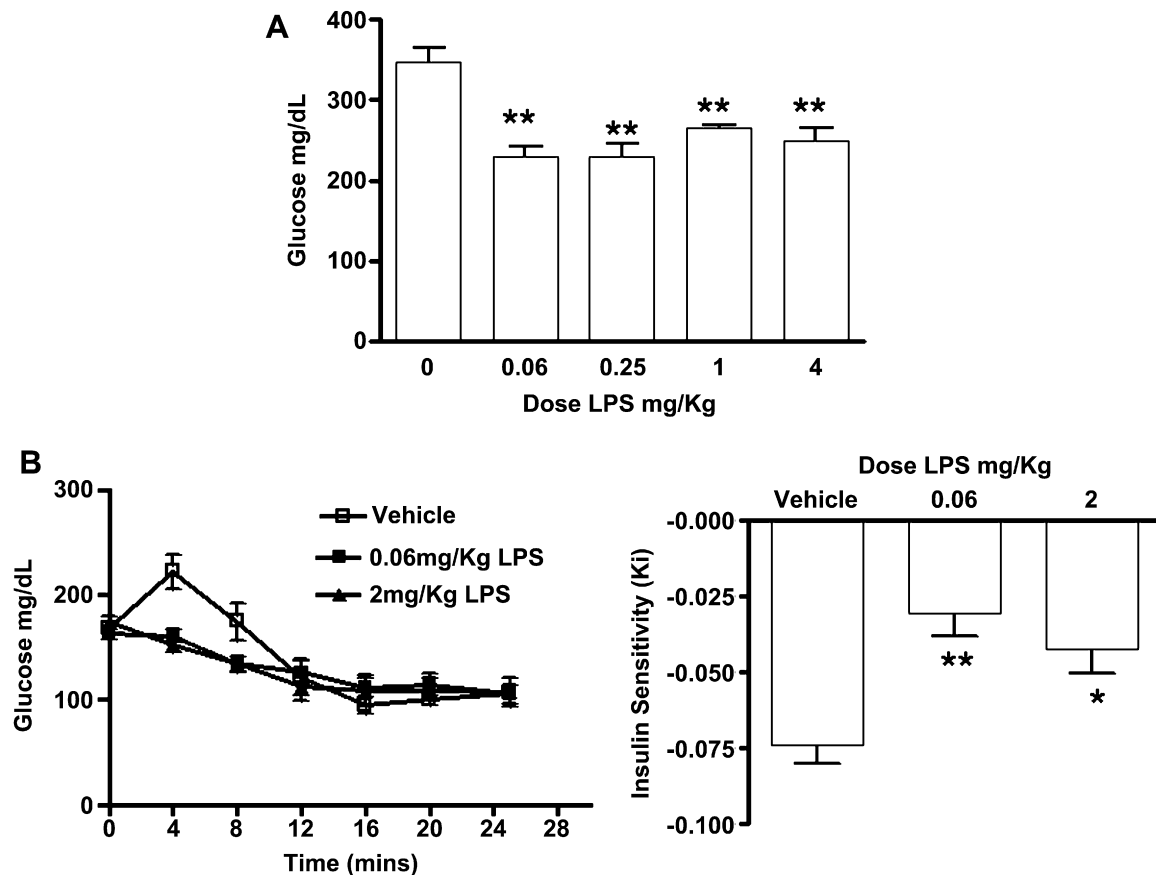 A
400
300
200
100
0
Glucose mg/dL
**
**
**
**
0 0.06 0.25 1 4
Dose LPS mg/Kg
B
300
200
100
0
Glucose mg/dL
Vehicle
0.06mg/Kg LPS
2mg/Kg LPS
0 4 8 12 16 20 24 28
Time (mins)
Dose LPS mg/Kg
Vehicle 0.06 2
-0.000
-0.025
-0.050
-0.075
-0.100
Insulin Sensitivity (Ki)
**
*